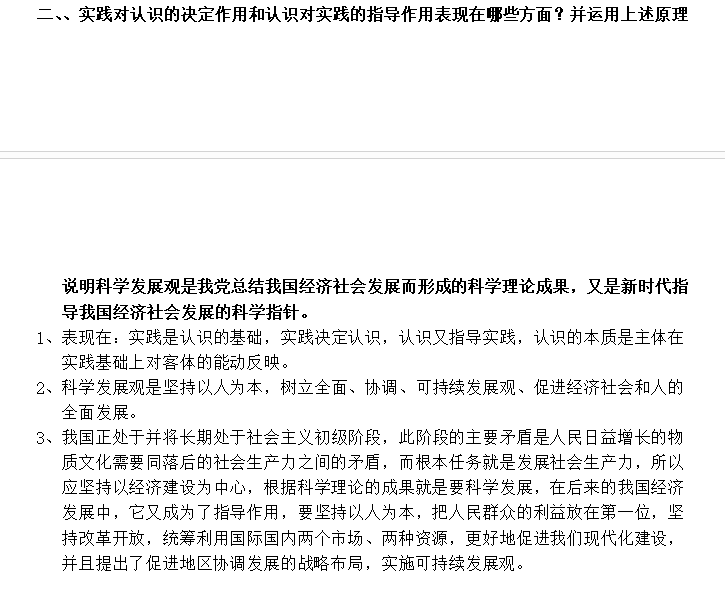 二、、实践对认识的决定作用和认识对实践的指导作用表现在哪些方面？并运用上述原理
说明科学发展观是我党总结我国经济社会发展而形成的科学理论成果，又是新时代指
导我国经济社会发展的科学指针。
1、表现在：实践是认识的基础，实践决定认识，认识又指导实践，认识的本质是主体在
实践基础上对客体的能动反映。
2、科学发展观是坚持以人为本，树立全面、协调、可持续发展观、促进经济社会和人的
全面发展。
3、我国正处于并将长期处于社会主义初级阶段，此阶段的主要矛盾是人民日益增长的物
质文化需要同落后的社会生产力之间的矛盾，而根本任务就是发展社会生产力，所以
应坚持以经济建设为中心，根据科学理论的成果就是要科学发展，在后来的我国经济
发展中，它又成为了指导作用，要坚持以人为本，把人民群众的利益放在第一位，坚
持改革开放，统筹利用国际国内两个市场、两种资源，更好地促进我们现代化建设，
并且提出了促进地区协调发展的战略布局，实施可持续发展观。